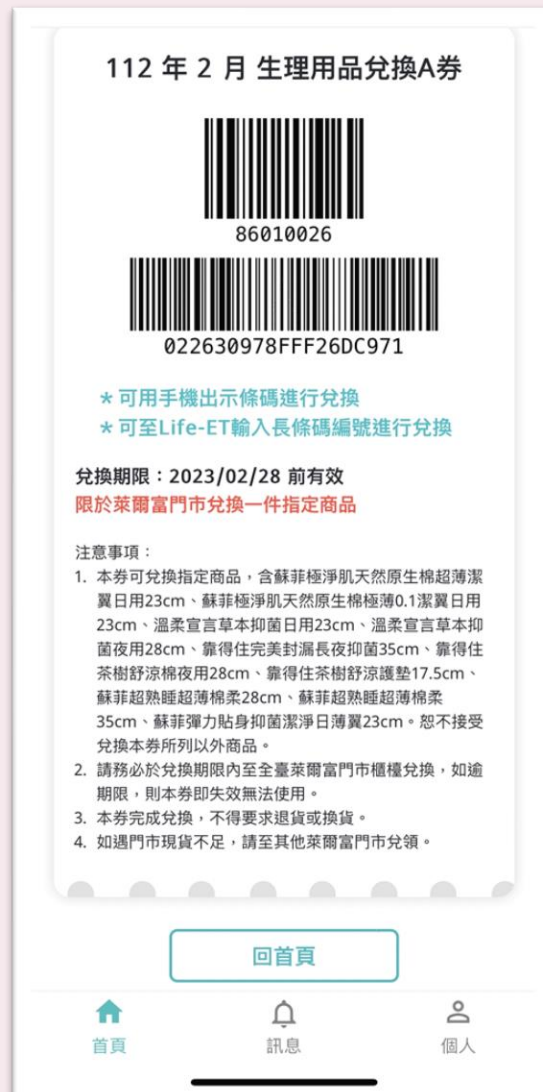 112 年 2 月 生理用品兌換A券
86010026
022630978FFF26DC971
＊可用手機出示條碼進行兌換
＊可至Life-ET輸入長條碼編號進行兌換
兌換期限：2023/02/28 前有效
限於萊爾富門市兌換一件指定商品
注意事項：
1. 本券可兌換指定商品，含蘇菲極淨肌天然原生棉超薄潔
翼日用23cm、蘇菲極淨肌天然原生棉極薄0.1潔翼日用
23cm、溫柔宣言草本抑菌日用23cm、溫柔宣言草本抑
菌夜用28cm、靠得住完美封漏長夜抑菌35cm、靠得住
茶樹舒涼棉夜用28cm、靠得住茶樹舒涼護墊17.5cm、
蘇菲超熟睡超薄棉柔28cm、蘇菲超熟睡超薄棉柔
35cm、蘇菲彈力貼身抑菌潔淨日薄翼23cm。恕不接受
兌換本券所列以外商品。
2. 請務必於兌換期限內至全臺萊爾富門市櫃檯兌換，如逾
期限，則本券即失效無法使用。
3. 本券完成兌換，不得要求退貨或換貨。
4. 如遇門市現貨不足，請至其他萊爾富門市兌領。
回首頁
首頁
訊息
個人